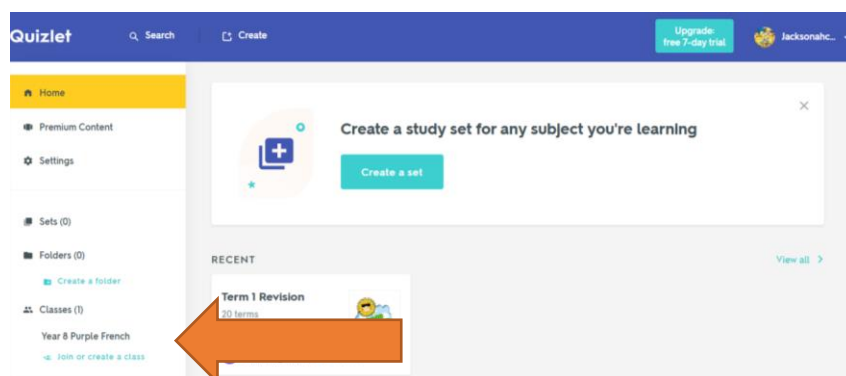 Quizlet
Search
Create
Upgrade:
free 7-day trial
Jacksonahc...
Home
Premium Content
Settings
Sets (0)
Folders (0)
Create a folder
Classes (1)
Year 8 Purple French
Join or create a class
Create a study set for any subject you're learning
Create a set
RECENT
View all
Term 1 Revision
20 terms